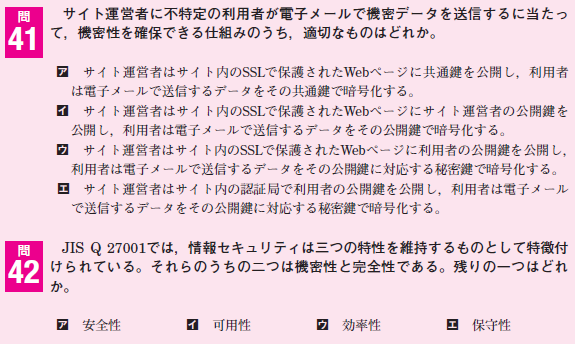 問
41
サイト運営者に不特定の利用者が電子メールで機密データを送信するに当たっ
て，機密性を確保できる仕組みのうち，適切なものはどれか。
ア サイト運営者はサイト内のSSLで保護されたWebページに共通鍵を公開し，利用者
は電子メールで送信するデータをその共通鍵で暗号化する。
イ サイト運営者はサイト内のSSLで保護されたWebページにサイト運営者の公開鍵を
公開し，利用者は電子メールで送信するデータをその公開鍵で暗号化する。
ウ サイト運営者はサイト内のSSLで保護されたWebページに利用者の公開鍵を公開し，
利用者は電子メールで送信するデータをその公開鍵に対応する秘密鍵で暗号化する。
エ サイト運営者はサイト内の認証局で利用者の公開鍵を公開し，利用者は電子メール
で送信するデータをその公開鍵に対応する秘密鍵で暗号化する。
問
42
JIS Q 27001では，情報セキュリティは三つの特性を維持するものとして特徴付
けられている。それらのうちの二つは機密性と完全性である。残りの一つはどれ
か。
ア 安全性 イ 可用性 ウ 効率性 エ 保守性